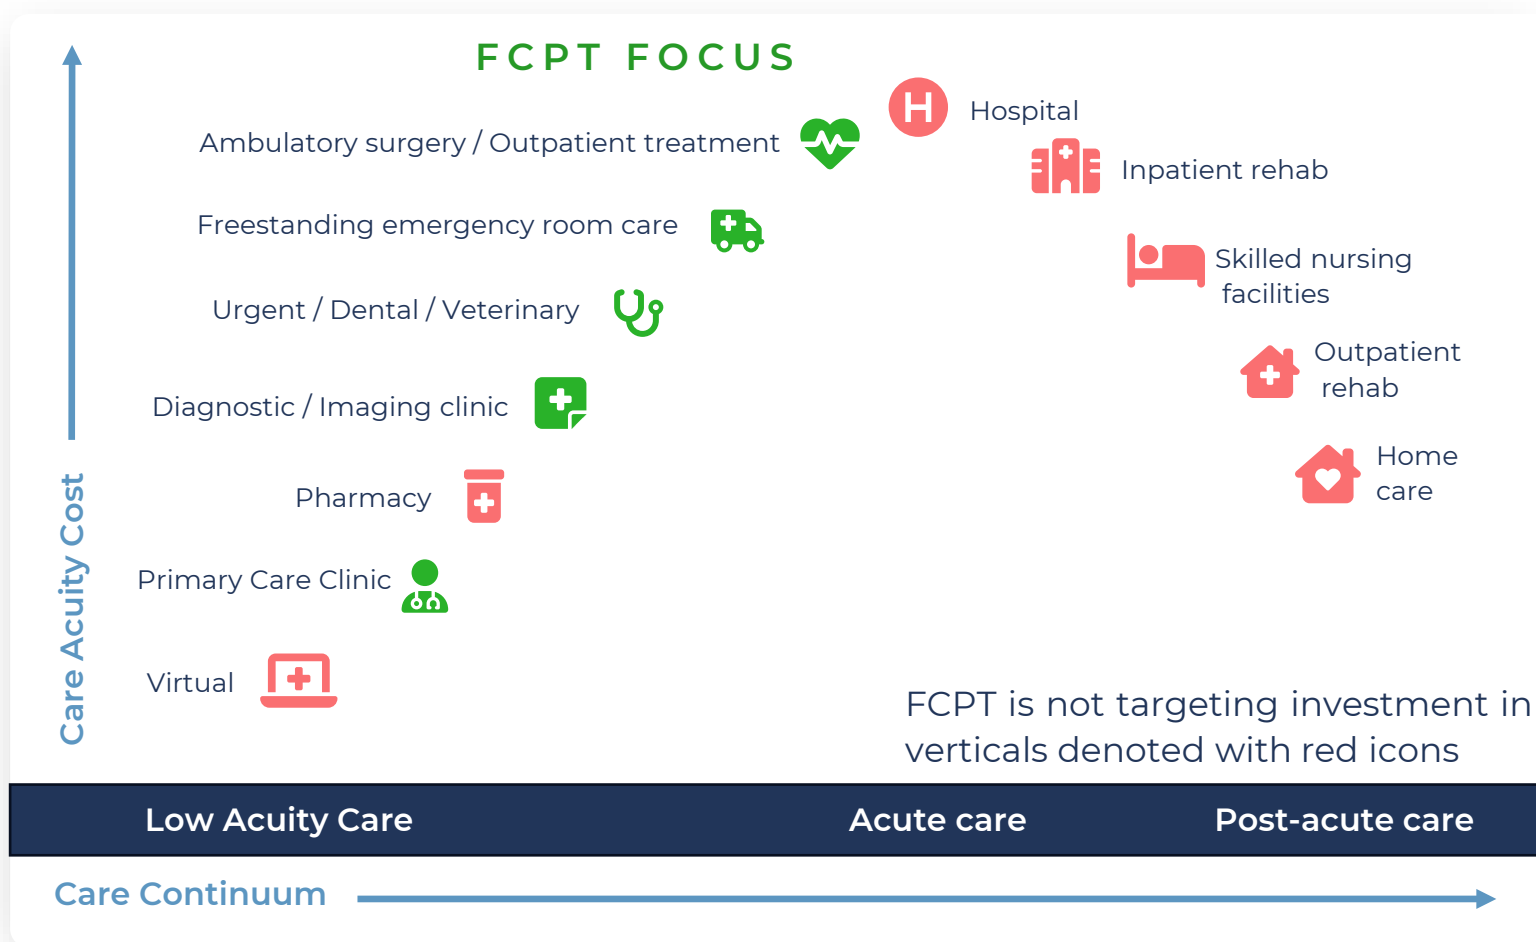 FCPT FOCUS
H
Hospital
Ambulatory surgery / Outpatient treatment
Inpatient rehab
Freestanding emergency room care
Skilled nursing
facilities
Urgent / Dental / Veterinary
Outpatient
rehab
Diagnostic / Imaging clinic
Home
care
Pharmacy
Primary Care Clinic
Virtual
Care Acuity Cost
FCPT is not targeting investment in
verticals denoted with red icons
Low Acuity Care
Acute care
Post-acute care
Care Continuum